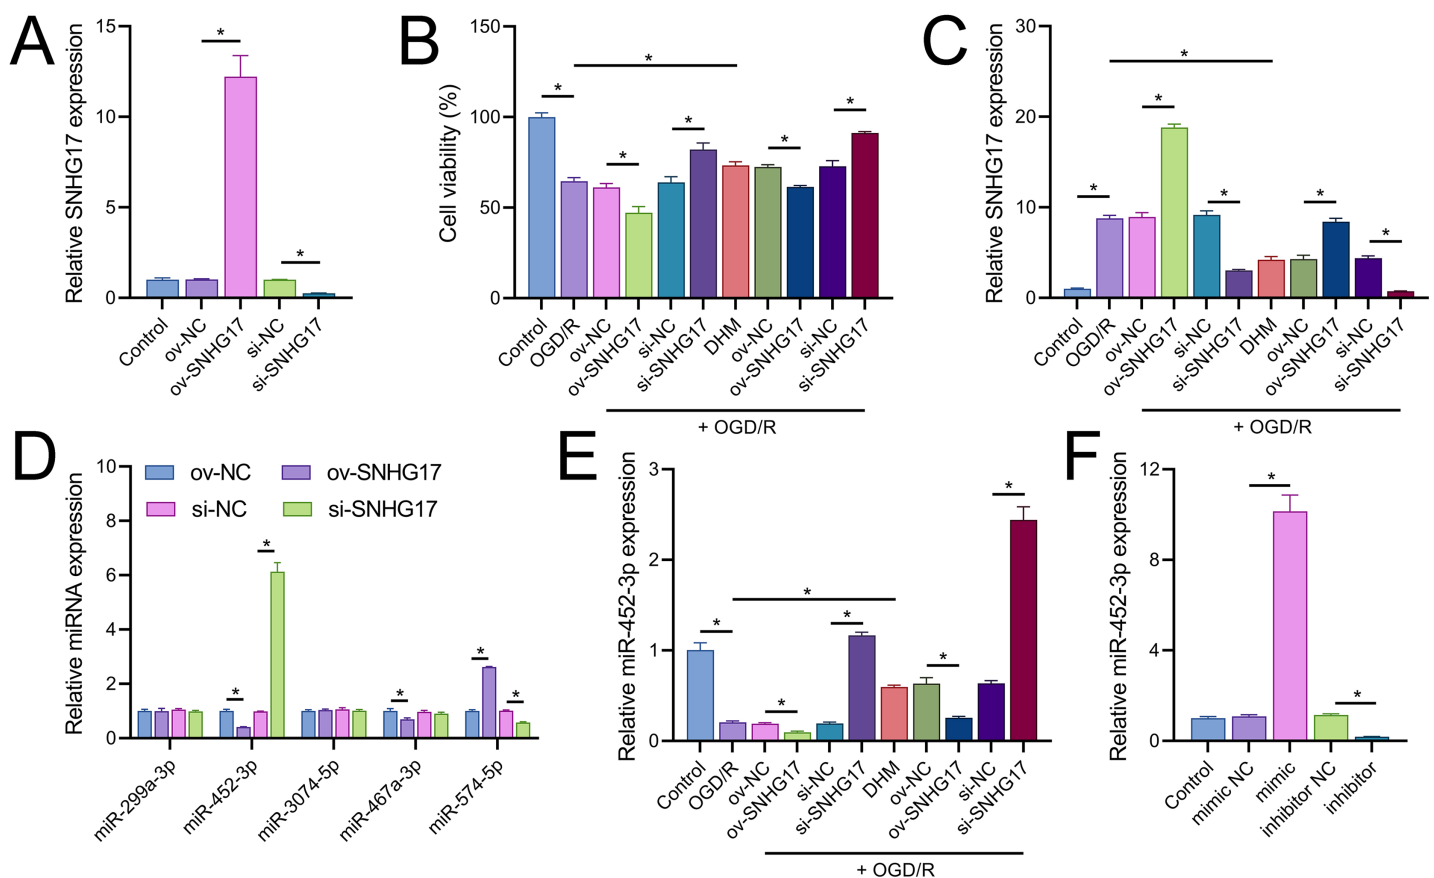 A
Relative SNHG17 expression
15
10
5
0
*
*
Control
ov-NC
ov-SNHG17
si-NC
si-SNHG17
B
Cell viability (%)
150
100
50
0
*
*
*
*
*
*
Control
OGD/R
ov-NC
ov-SNHG17
si-NC
si-SNHG17
DHM
ov-NC
ov-SNHG17
si-NC
si-SNHG17
+ OGD/R
C
Relative SNHG17 expression
30
20
10
0
*
*
*
*
*
*
Control
OGD/R
ov-NC
ov-SNHG17
si-NC
si-SNHG17
DHM
ov-NC
ov-SNHG17
si-NC
si-SNHG17
+ OGD/R
D
Relative miRNA expression
10
8
6
4
2
0
ov-NC
ov-SNHG17
si-NC
si-SNHG17
*
*
*
*
*
miR-299a-3p
miR-452-3p
miR-3074-5p
miR-467a-3p
miR-574-5p
E
Relative miR-452-3p expression
3
2
1
0
*
*
*
*
*
*
Control
OGD/R
ov-NC
ov-SNHG17
si-NC
si-SNHG17
DHM
ov-NC
ov-SNHG17
si-NC
si-SNHG17
+ OGD/R
F
Relative miR-452-3p expression
12
8
4
0
*
*
Control
mimic NC
mimic
inhibitor NC
inhibitor